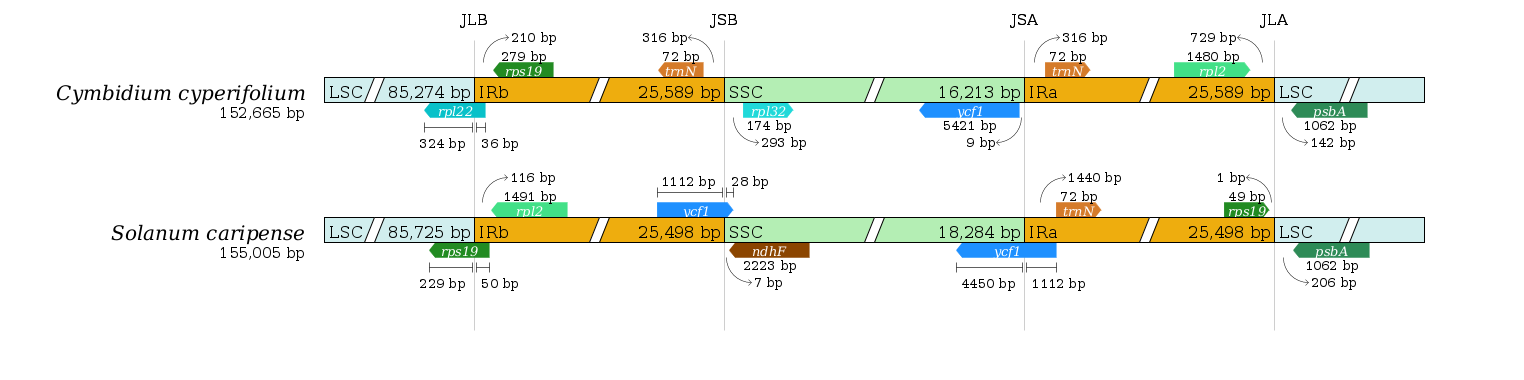 JLB JSB JSA JLA
210 bp 316 bp 316 bp 729 bp
279 bp 72 bp 72 bp 1480 bp
rps19 trnN trnN rpl2
Cymbidium cyperifolium LSC 85,274 bp IRb 25,589 bp SSC 16,213 bp IRa 25,589 bp LSC
152,665 bp rpl22 rpl32 ycf1 psbA
174 bp 5421 bp 1062 bp
324 bp 36 bp 293 bp 9 bp 142 bp
116 bp 1112 bp 28 bp 1440 bp 1 bp
1491 bp 72 bp 49 bp
rpl2 ycf1 trnN rps19
Solanum caripense LSC 85,725 bp IRb 25,498 bp SSC 18,284 bp IRa 25,498 bp LSC
155,005 bp rps19 ndhF ycf1 psbA
2223 bp 1062 bp
229 bp 50 bp 7 bp 4450 bp 1112 bp 206 bp